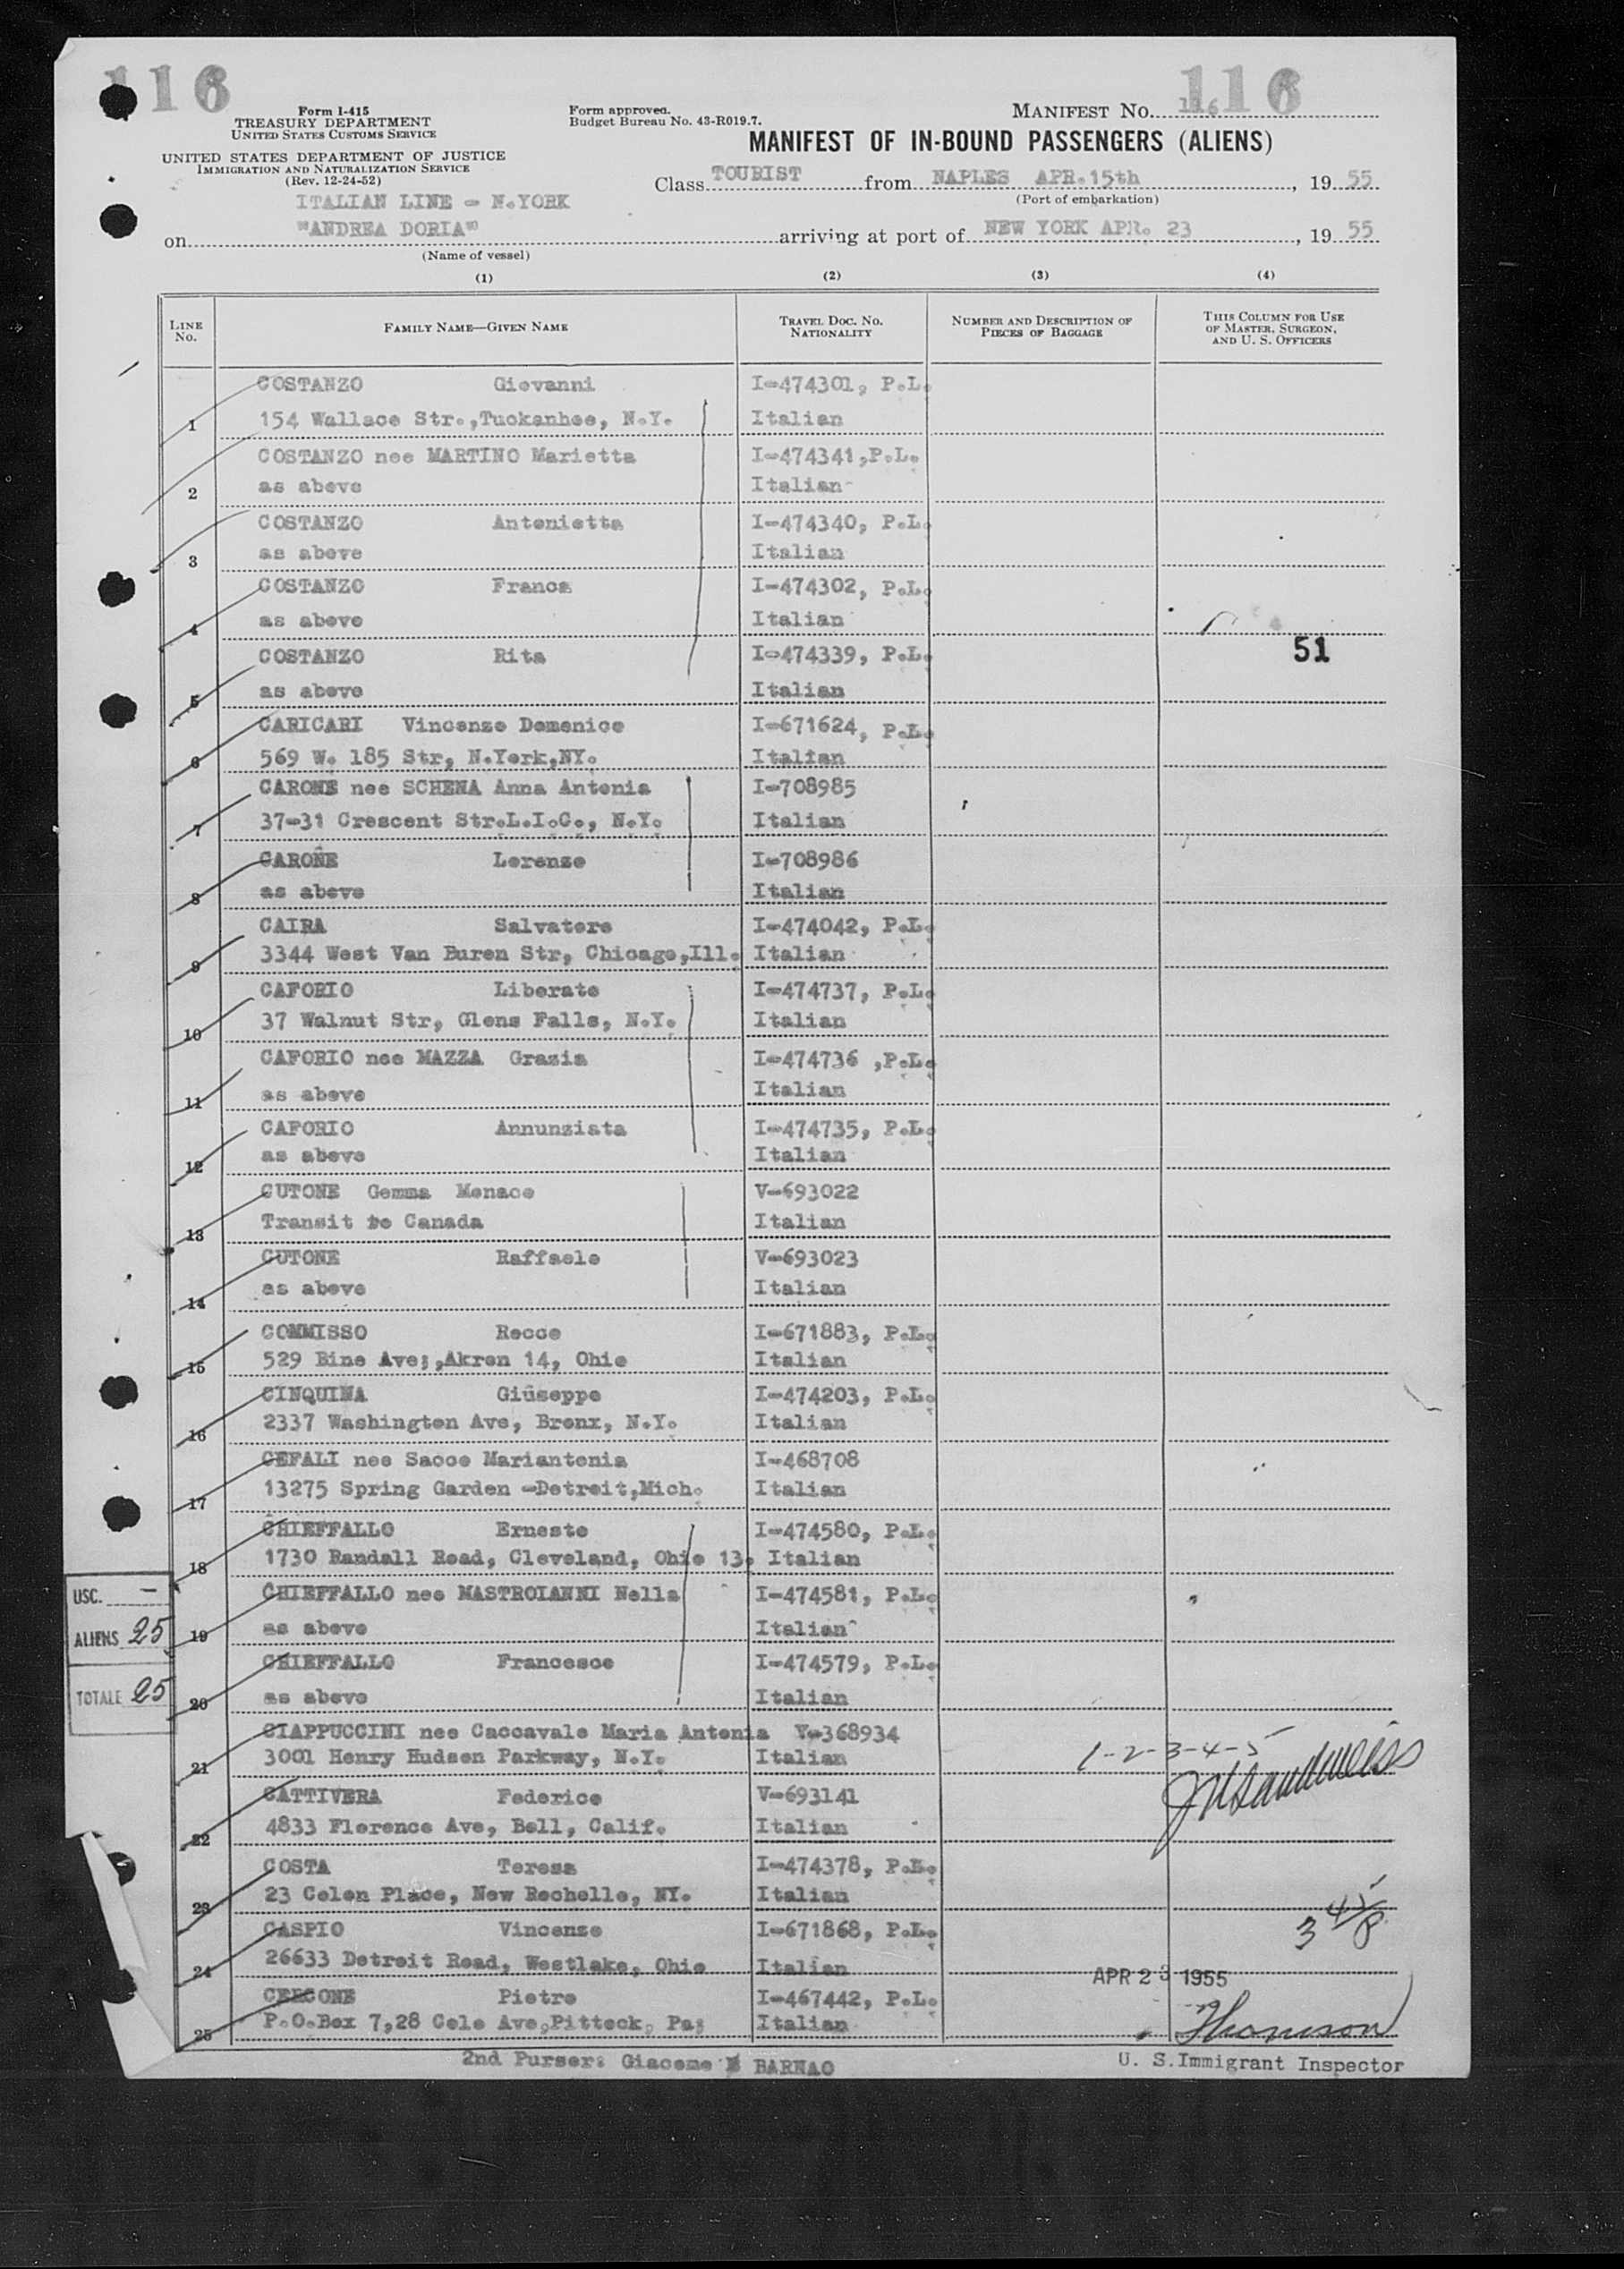 116
116
Form I-415
TREASURY DEPARTMENT
UNITED STATES CUSTOMS SERVICE
UNITED STATES DEPARTMENT OF JUSTICE
IMMIGRATION AND NATURALIZATION SERVICE
(Rev. 12-24-52)
Form approved.
Budget Bureau No. 43-R019.7.
MANIFEST NO. 116
MANIFEST OF IN-BOUND PASSENGERS (ALIENS)
Class TOURIST from NAPLES APR.15th, 1955
(Port of embarkation)
ITALIAN LINE - N.YORK
on "ANDREA DORIA" arriving at port of NEW YORK APR. 23, 1955
(Name of vessel)
(1) (2) (3) (4)
LINE NO.
FAMILY NAME—GIVEN NAME
TRAVEL DOC. NO. NATIONALITY
NUMBER AND DESCRIPTION OF PIECES OF BAGGAGE
THIS COLUMN FOR USE OF MASTER, SURGEON, AND U. S. OFFICERS
COSTANZO Giovanni I-474301, P.L.
1 154 Wallace Str.,Tuckanhoe, N.Y. Italian
COSTANZO nee MARTINO Marietta I-474341,P.L.
2 as above Italian
COSTANZO Antonietta I-474340, P.L.
3 as above Italian
COSTANZO Franca I-474302, P.L.
4 as above Italian
51
COSTANZO Rita I-474339, P.L.
5 as above Italian
CARICARI Vincenzo Domenico I-671624, P.L.
6 569 W. 185 Str, N.York,NY. Italian
CARONE nee SCHENA Anna Antonia I-708985
7 37-31 Crescent Str.L.I.C., N.Y. Italian
CARONE Lorenzo I-708986
8 as above Italian
CAIRA Salvatore I-474042, P.L.
9 3344 West Van Buren Str, Chicago,Ill. Italian
CAFORIO Liberato I-474737, P.L.
10 37 Walnut Str, Glens Falls, N.Y. Italian
CAFORIO nee MAZZA Grazia I-474736 ,P.L.
11 as above Italian
CAFORIO Annunziata I-474735, P.L.
12 as above Italian
CUTONE Gemma Monaco V-693022
13 Transit to Canada Italian
CUTONE Raffaele V-693023
14 as above Italian
COMMISSO Rocco I-671883, P.L.
15 529 Bine Ave;,Akron 14, Ohio Italian
CINQUINA Giuseppe I-474203, P.L.
16 2337 Washington Ave, Bronx, N.Y. Italian
CEFALI nee Sacco Mariantonia I-468708
17 13275 Spring Garden -Detroit,Mich. Italian
CHIEFFALLO Ernesto I-474580, P.L.
18 1730 Randall Road, Cleveland, Ohio 13. Italian
CHIEFFALLO nee MASTROIANNI Nella I-474581, P.L.
19 as above Italian
CHIEFFALLO Francesco I-474579, P.L.
20 as above Italian
USC. —
ALIENS 25
TOTALE 25
CIAPPUCCINI nee Caccavale Maria Antonia V-368934
21 3001 Henry Hudson Parkway, N.Y. Italian
1-2-3-4-5
CATTIVERA Federico V-693141
22 4833 Florence Ave, Bell, Calif. Italian
COSTA Teresa I-474378, P.L.
23 23 Colon Place, New Rochelle, NY. Italian
CASPIO Vincenzo I-671868, P.L.
24 26633 Detroit Road, Westlake, Ohio Italian
APR 23 1955
CERCONE Pietro I-467442, P.L.
25 P.O.Box 7,28 Cole Ave,Pittock, Pa; Italian
Thomson
2nd Purser: Giacomo BARNAO
U. S. Immigrant Inspector